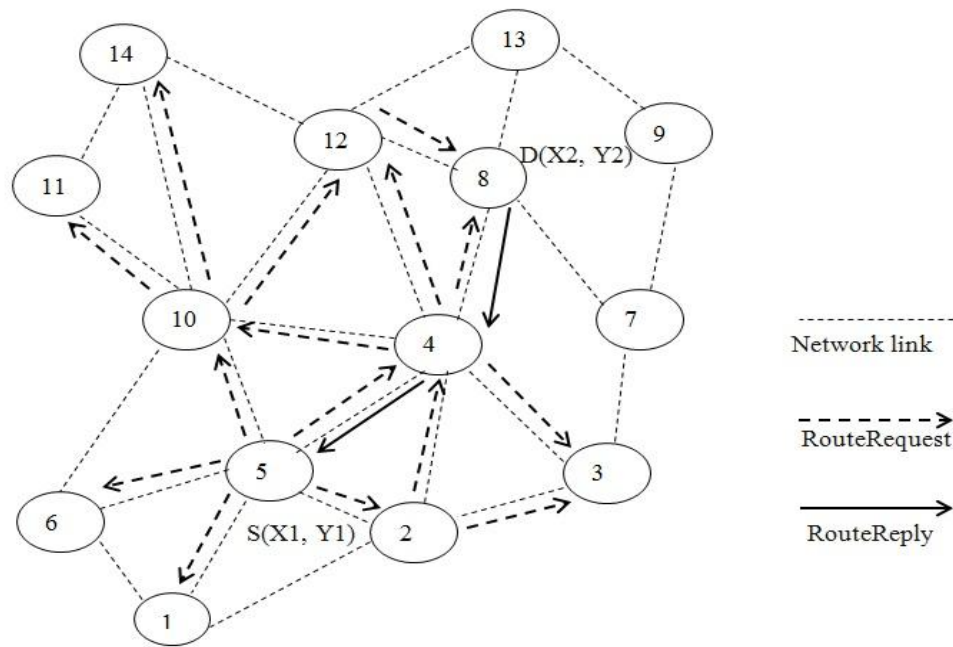 13
14
9
12
D(X2, Y2)
8
11
10
7
4
Network link
RouteRequest
3
5
6
S(X1, Y1)
2
RouteReply
1